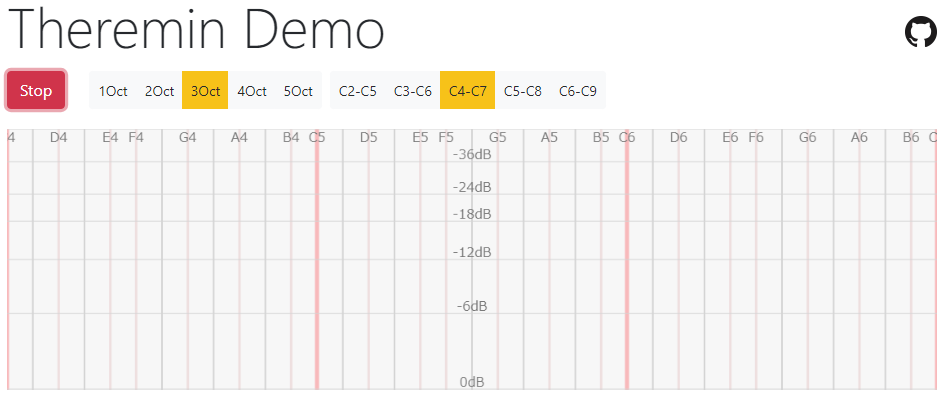 Theremin Demo
Stop 1Oct 2Oct 3Oct 4Oct 5Oct C2-C5 C3-C6 C4-C7 C5-C8 C6-C9
4 D4 E4 F4 G4 A4 B4 C5 D5 E5 F5 G5 A5 B5 C6 D6 E6 F6 G6 A6 B6 C
-36dB
-24dB
-18dB
-12dB
-6dB
0dB